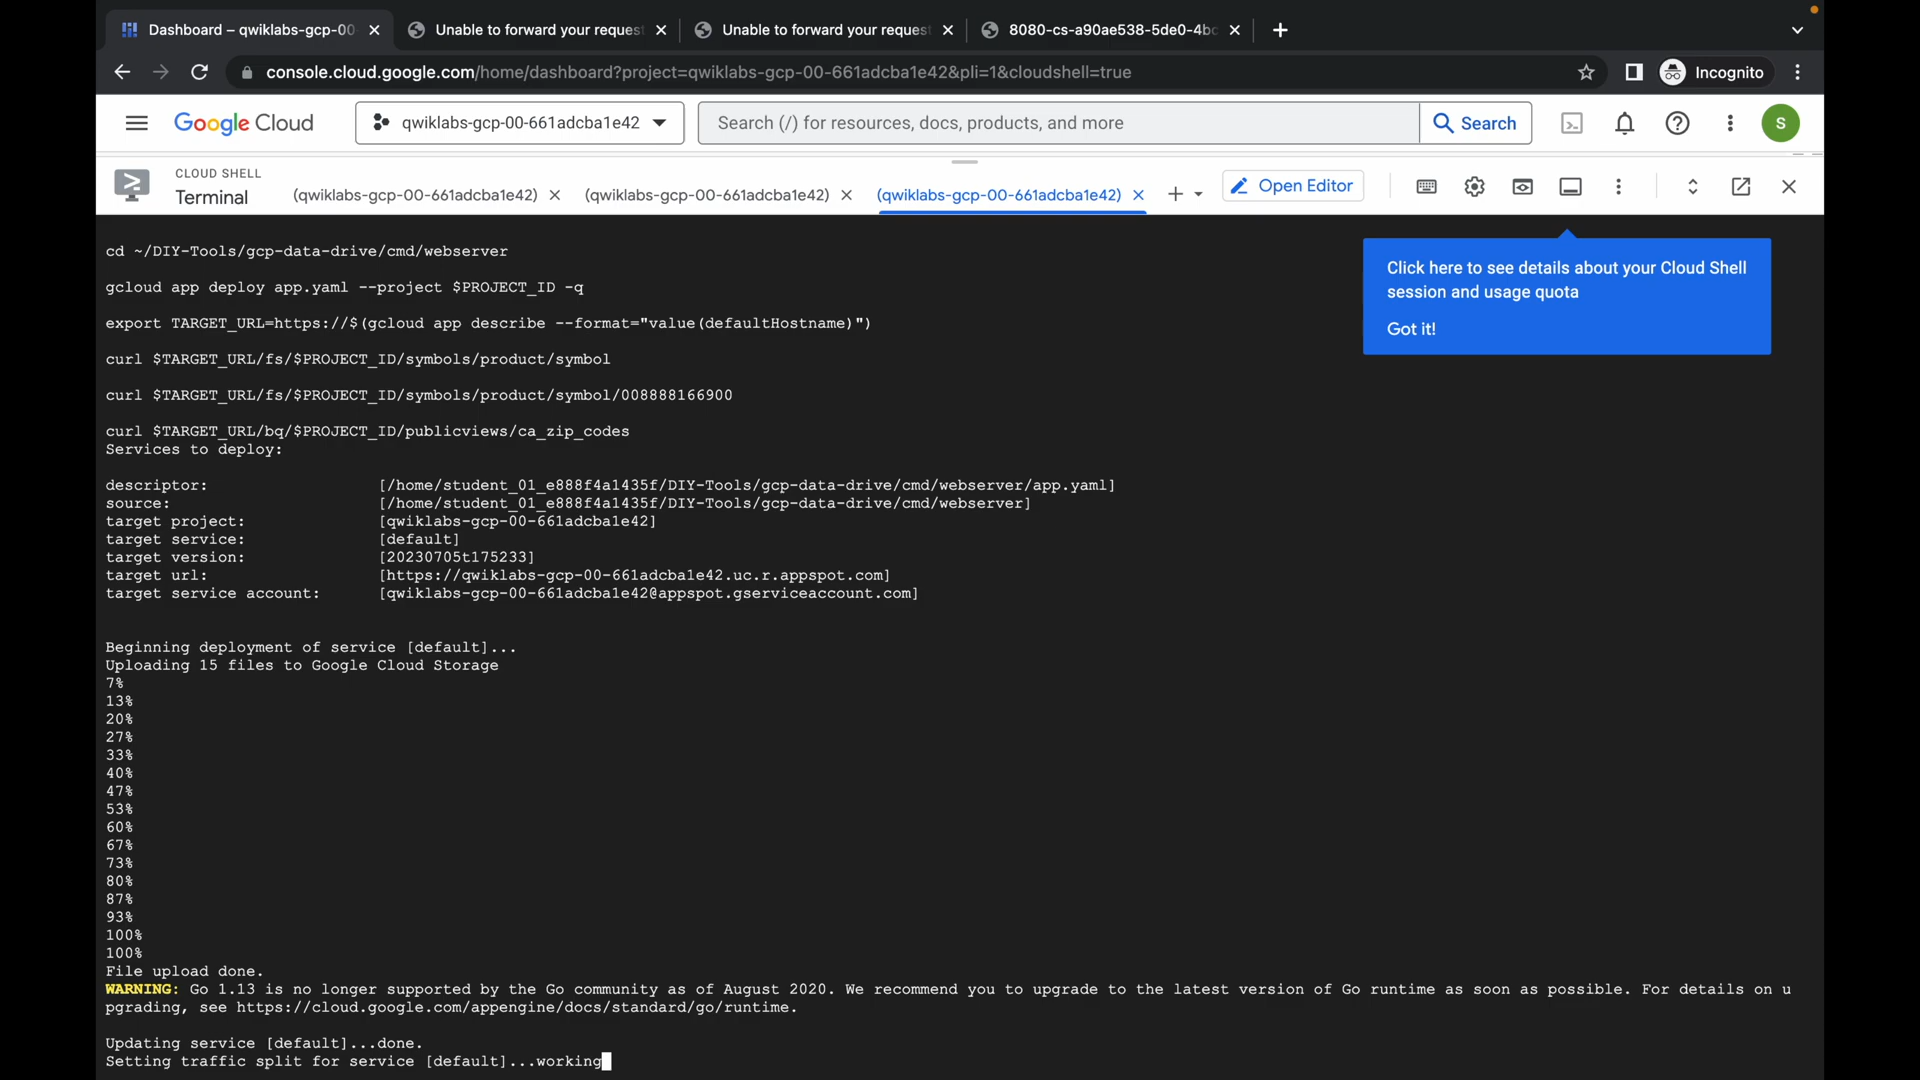 Dashboard – qwiklabs-gcp-00
Unable to forward your reques
Unable to forward your reques
8080-cs-a90ae538-5de0-4b
console.cloud.google.com/home/dashboard?project=qwiklabs-gcp-00-661adcba1e42&pli=1&cloudshell=true
Incognito
Google Cloud
qwiklabs-gcp-00-661adcba1e42
Search (/) for resources, docs, products, and more
Search
S
CLOUD SHELL
Terminal
(qwiklabs-gcp-00-661adcba1e42)
(qwiklabs-gcp-00-661adcba1e42)
(qwiklabs-gcp-00-661adcba1e42)
Open Editor
Click here to see details about your Cloud Shell
session and usage quota
Got it!
cd ~/DIY-Tools/gcp-data-drive/cmd/webserver
gcloud app deploy app.yaml --project $PROJECT_ID -q
export TARGET_URL=https://$(gcloud app describe --format="value(defaultHostname)")
curl $TARGET_URL/fs/$PROJECT_ID/symbols/product/symbol
curl $TARGET_URL/fs/$PROJECT_ID/symbols/product/symbol/008888166900
curl $TARGET_URL/bq/$PROJECT_ID/publicviews/ca_zip_codes
Services to deploy:
descriptor: [/home/student_01_e888f4a1435f/DIY-Tools/gcp-data-drive/cmd/webserver/app.yaml]
source: [/home/student_01_e888f4a1435f/DIY-Tools/gcp-data-drive/cmd/webserver]
target project: [qwiklabs-gcp-00-661adcba1e42]
target service: [default]
target version: [20230705t175233]
target url: [https://qwiklabs-gcp-00-661adcba1e42.uc.r.appspot.com]
target service account: [qwiklabs-gcp-00-661adcba1e42@appspot.gserviceaccount.com]
Beginning deployment of service [default]...
Uploading 15 files to Google Cloud Storage
7%
13%
20%
27%
33%
40%
47%
53%
60%
67%
73%
80%
87%
93%
100%
100%
File upload done.
WARNING: Go 1.13 is no longer supported by the Go community as of August 2020. We recommend you to upgrade to the latest version of Go runtime as soon as possible. For details on u
pgrading, see https://cloud.google.com/appengine/docs/standard/go/runtime.
Updating service [default]...done.
Setting traffic split for service [default]...working